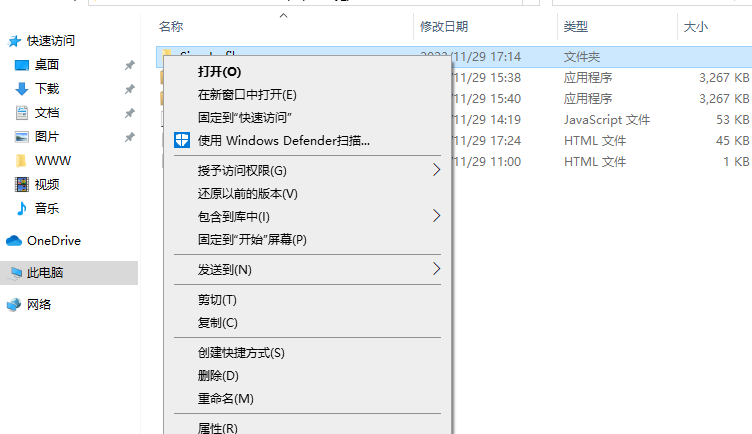 名称 修改日期 类型 大小
快速访问
桌面
下载
文档
图片
WWW
视频
音乐
OneDrive
此电脑
网络
17:14 文件夹
/11/29 15:38 应用程序 3,267 KB
/11/29 15:40 应用程序 3,267 KB
/11/29 14:19 JavaScript 文件 53 KB
/11/29 17:24 HTML 文件 45 KB
/11/29 11:00 HTML 文件 1 KB
打开(O)
在新窗口中打开(E)
固定到"快速访问"
使用 Windows Defender扫描...
授予访问权限(G)
还原以前的版本(V)
包含到库中(I)
固定到"开始"屏幕(P)
发送到(N)
剪切(T)
复制(C)
创建快捷方式(S)
删除(D)
重命名(M)
属性(R)